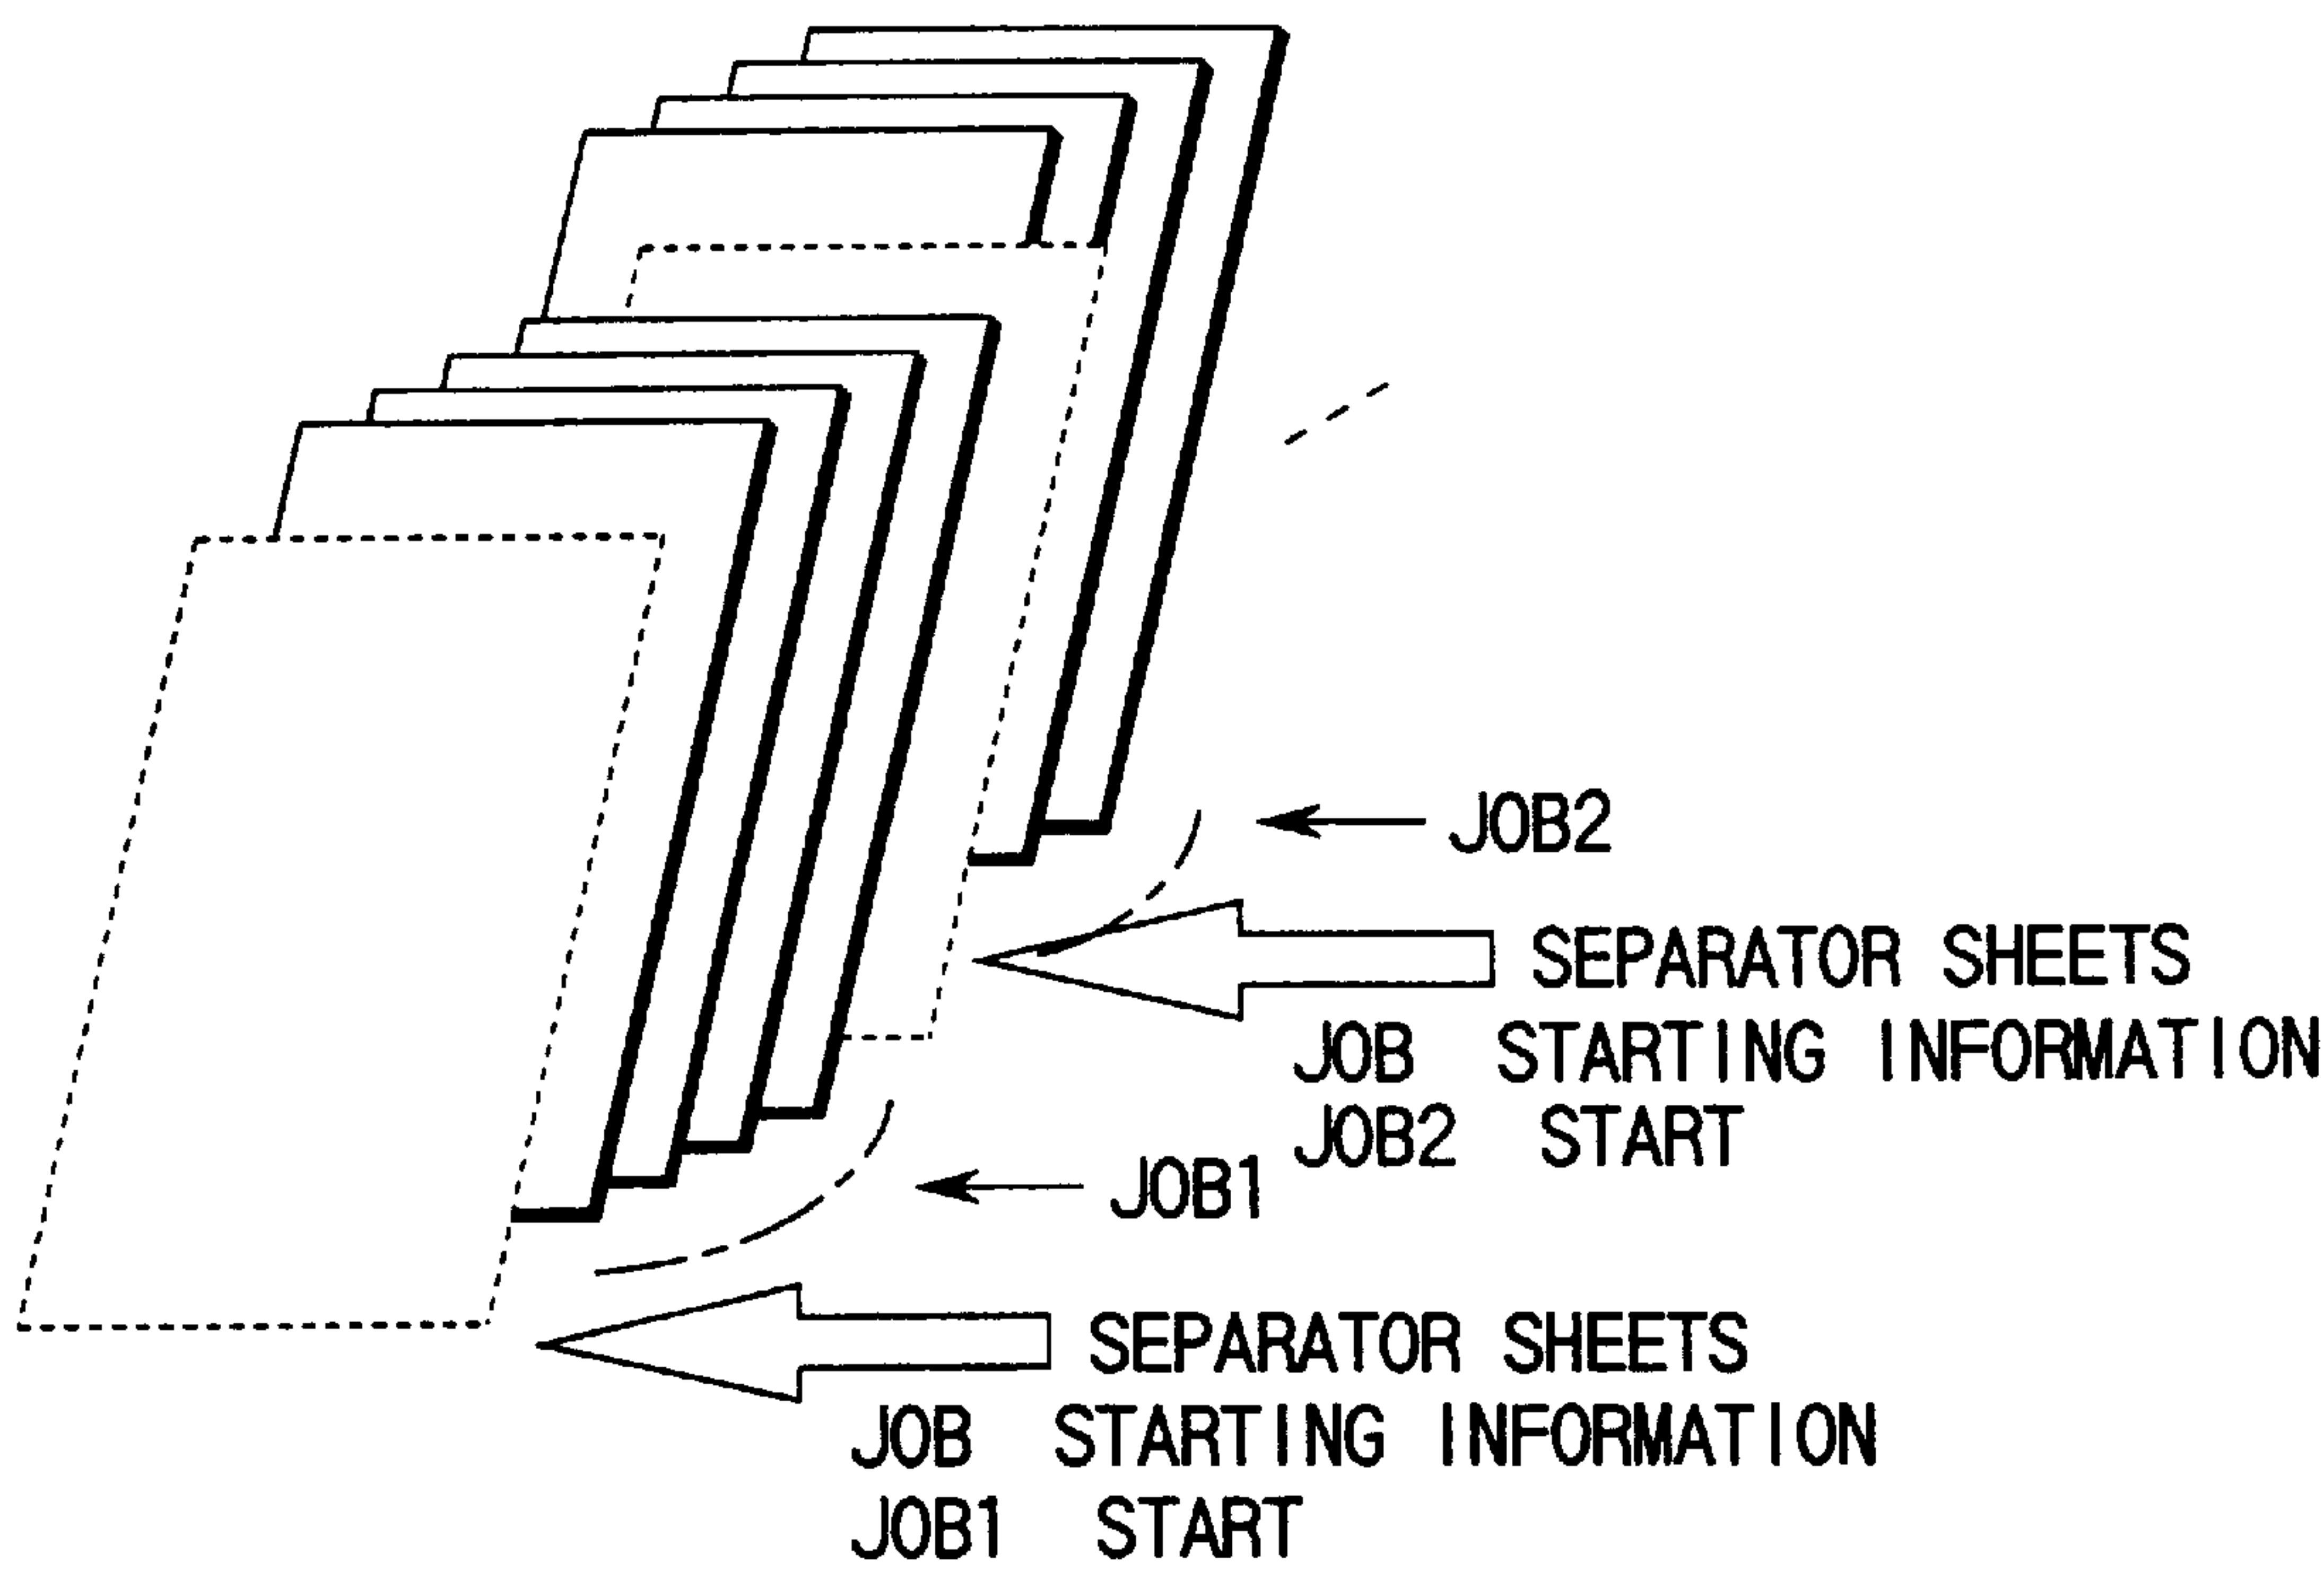 JOB2
SEPARATOR SHEETS
JOB STARTING INFORMATION
JOB2 START
JOB1
SEPARATOR SHEETS
JOB STARTING INFORMATION
JOB1 START